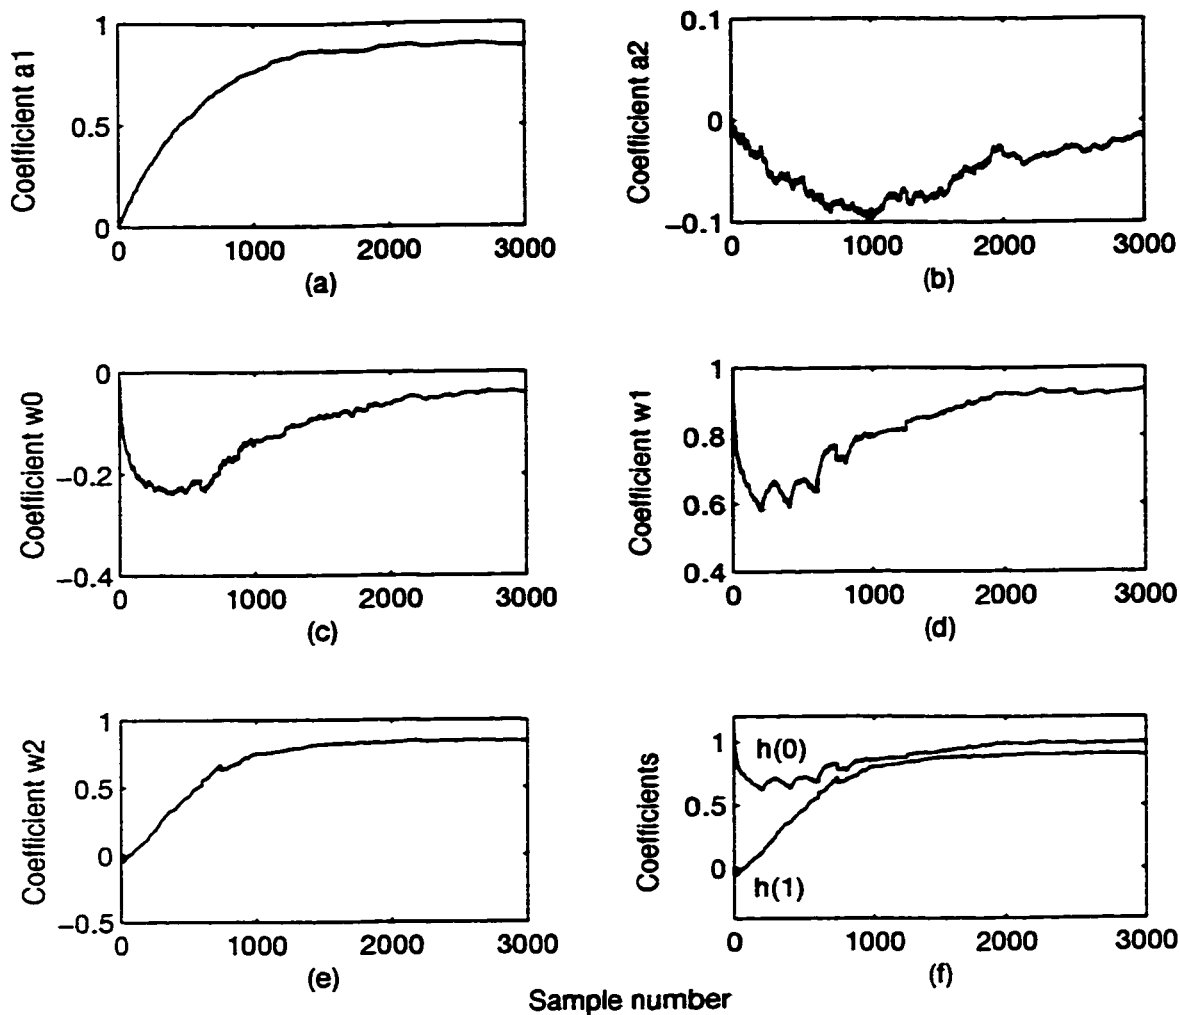 Coefficient a1
1
0.5
0
0 1000 2000 3000
(a)
Coefficient a2
0.1
0
−0.1
0 1000 2000 3000
(b)
Coefficient w0
0
−0.2
−0.4
0 1000 2000 3000
(c)
Coefficient w1
1
0.8
0.6
0.4
0 1000 2000 3000
(d)
Coefficient w2
1
0.5
0
−0.5
0 1000 2000 3000
(e)
Coefficients
1
0.5
0
h(0)
h(1)
0 1000 2000 3000
(f)
Sample number